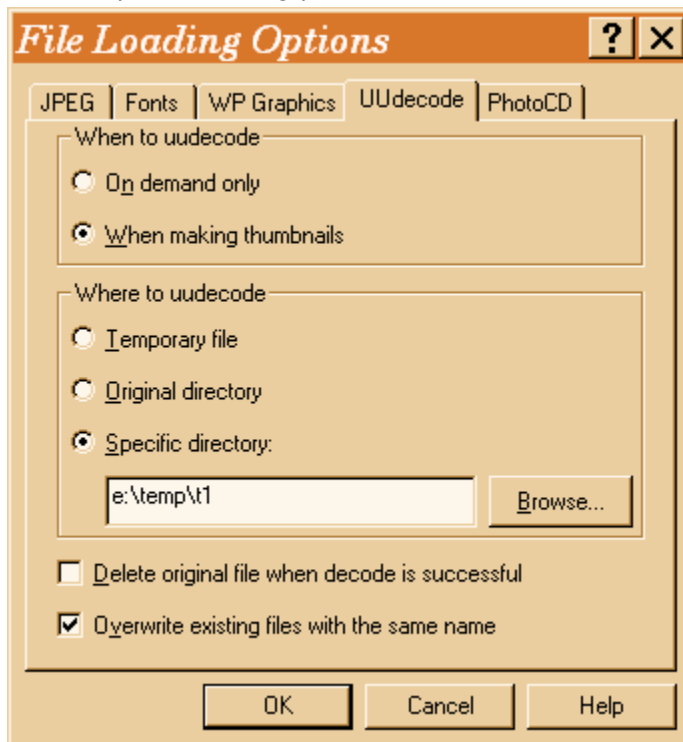 File Loading Options
JPEG Fonts WP Graphics UUdecode PhotoCD
When to uudecode
On demand only
When making thumbnails
Where to uudecode
Temporary file
Original directory
Specific directory:
e:\temp\t1 Browse...
Delete original file when decode is successful
Overwrite existing files with the same name
OK Cancel Help